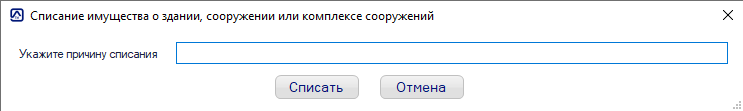 Списание имущества о здании, сооружении или комплексе сооружений
Укажите причину списания
Списать Отмена